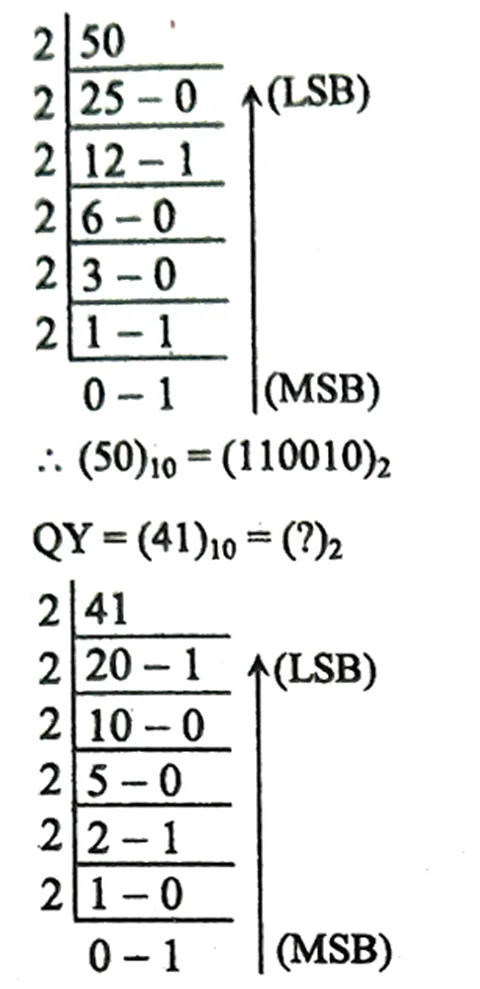 2 50
2 25 – 0 (LSB)
2 12 – 1
2 6 – 0
2 3 – 0
2 1 – 1
0 – 1 (MSB)
∴ (50)₁₀ = (110010)₂
QY = (41)₁₀ = (?)₂
2 41
2 20 – 1 (LSB)
2 10 – 0
2 5 – 0
2 2 – 1
2 1 – 0
0 – 1 (MSB)